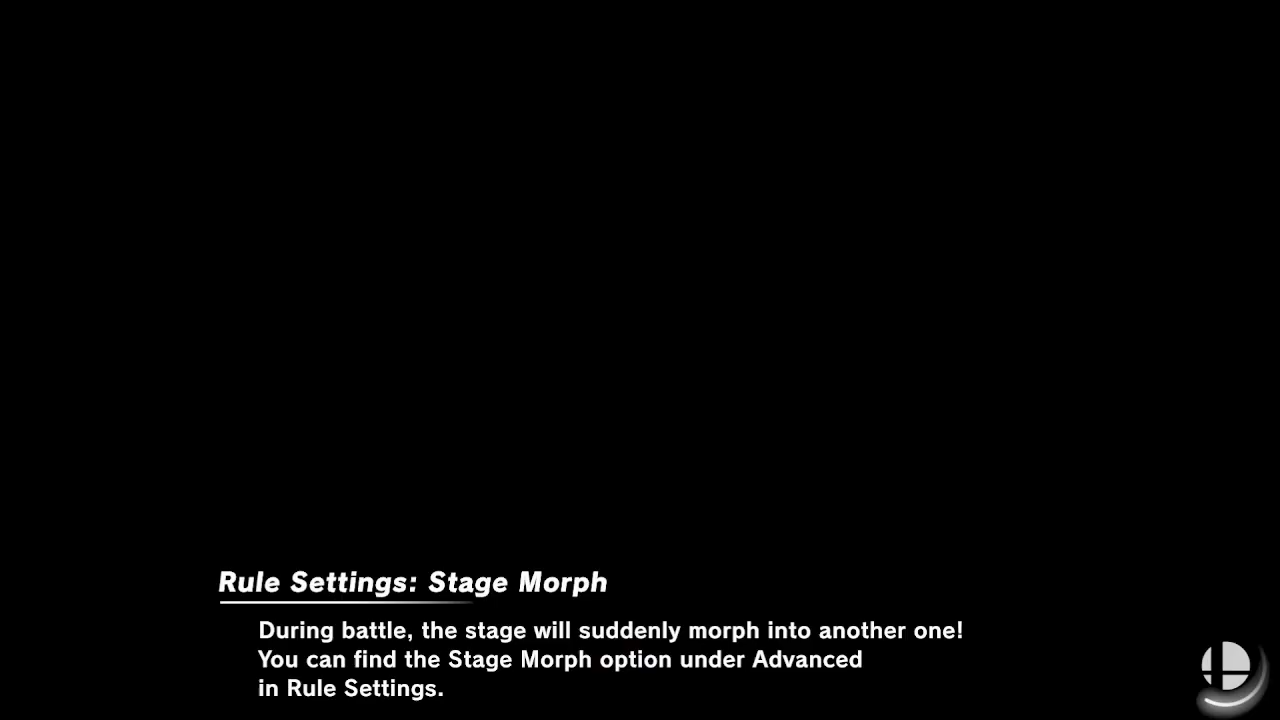 Rule Settings: Stage Morph
During battle, the stage will suddenly morph into another one!
You can find the Stage Morph option under Advanced
in Rule Settings.